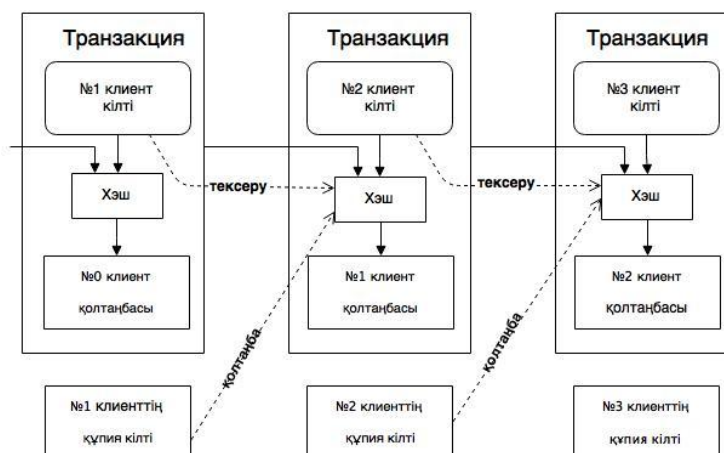 Транзакция
Транзакция
Транзакция
№1 клиент
кілті
№2 клиент
кілті
№3 клиент
кілті
тексеру
тексеру
Хэш
Хэш
Хэш
№0 клиент
қолтаңбасы
№1 клиент
қолтаңбасы
№2 клиент
қолтаңбасы
қолтаңба
қолтаңба
№1 клиенттің
құпия кілті
№2 клиенттің
құпия кілті
№3 клиенттің
құпия кілті